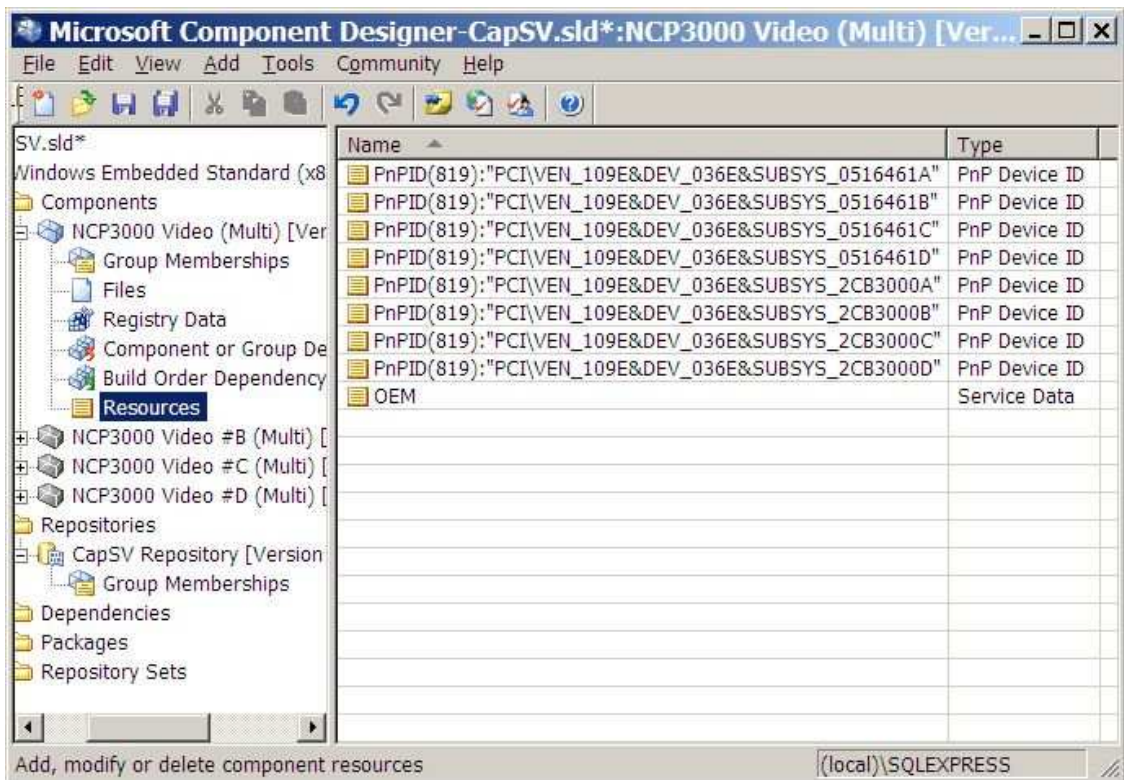 Microsoft Component Designer-CapSV.sld*:NCP3000 Video (Multi) [Ver...
File Edit View Add Tools Community Help
SV.sld*
Windows Embedded Standard (x8
Components
NCP3000 Video (Multi) [Ver
Group Memberships
Files
Registry Data
Component or Group De
Build Order Dependency
Resources
NCP3000 Video #B (Multi) [
NCP3000 Video #C (Multi) [
NCP3000 Video #D (Multi) [
Repositories
CapSV Repository [Version
Group Memberships
Dependencies
Packages
Repository Sets
Name Type
PnPID(819):"PCI\VEN_109E&DEV_036E&SUBSYS_0516461A" PnP Device ID
PnPID(819):"PCI\VEN_109E&DEV_036E&SUBSYS_0516461B" PnP Device ID
PnPID(819):"PCI\VEN_109E&DEV_036E&SUBSYS_0516461C" PnP Device ID
PnPID(819):"PCI\VEN_109E&DEV_036E&SUBSYS_0516461D" PnP Device ID
PnPID(819):"PCI\VEN_109E&DEV_036E&SUBSYS_2CB3000A" PnP Device ID
PnPID(819):"PCI\VEN_109E&DEV_036E&SUBSYS_2CB3000B" PnP Device ID
PnPID(819):"PCI\VEN_109E&DEV_036E&SUBSYS_2CB3000C" PnP Device ID
PnPID(819):"PCI\VEN_109E&DEV_036E&SUBSYS_2CB3000D" PnP Device ID
OEM Service Data
Add, modify or delete component resources (local)\SQLEXPRESS